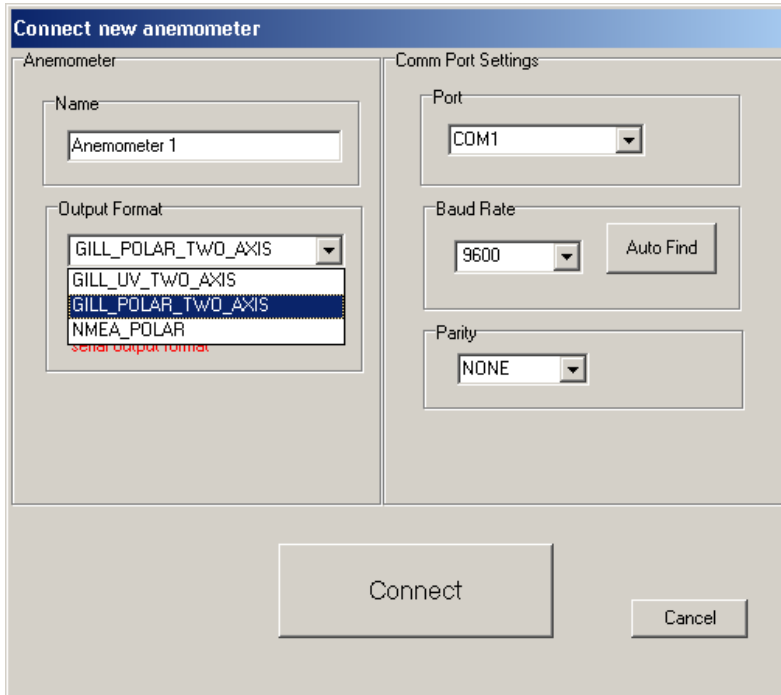 Connect new anemometer
Anemometer
Name
Anemometer 1
Output Format
GILL_POLAR_TWO_AXIS
GILL_UV_TWO_AXIS
GILL_POLAR_TWO_AXIS
NMEA_POLAR
serial output format
Comm Port Settings
Port
COM1
Baud Rate
9600
Auto Find
Parity
NONE
Connect
Cancel